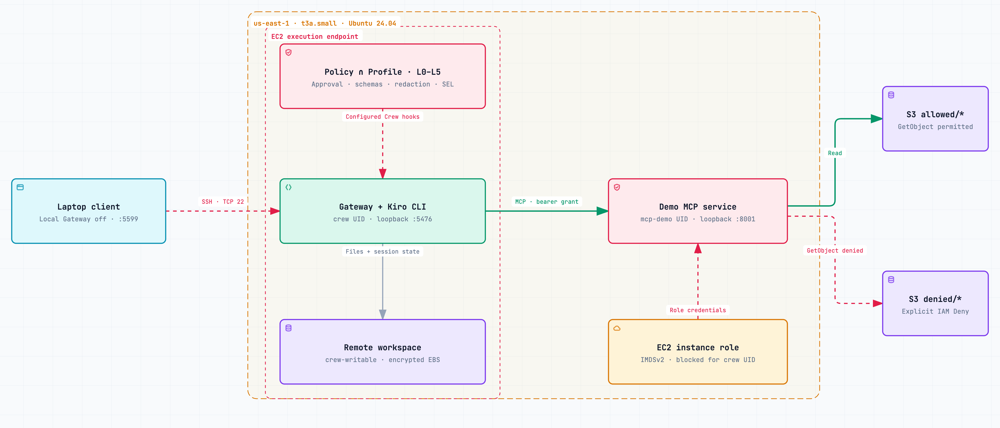 us-east-1 · t3a.small · Ubuntu 24.04
EC2 execution endpoint
Policy ∩ Profile · L0–L5
Approval · schemas · redaction · SEL
Configured Crew hooks
Laptop client
Local Gateway off · :5599
SSH · TCP 22
Gateway + Kiro CLI
crew UID · loopback :5476
MCP · bearer grant
Demo MCP service
mcp-demo UID · loopback :8001
Read
S3 allowed/*
GetObject permitted
GetObject denied
S3 denied/*
Explicit IAM Deny
Files + session state
Remote workspace
crew-writable · encrypted EBS
Role credentials
EC2 instance role
IMDSv2 · blocked for crew UID